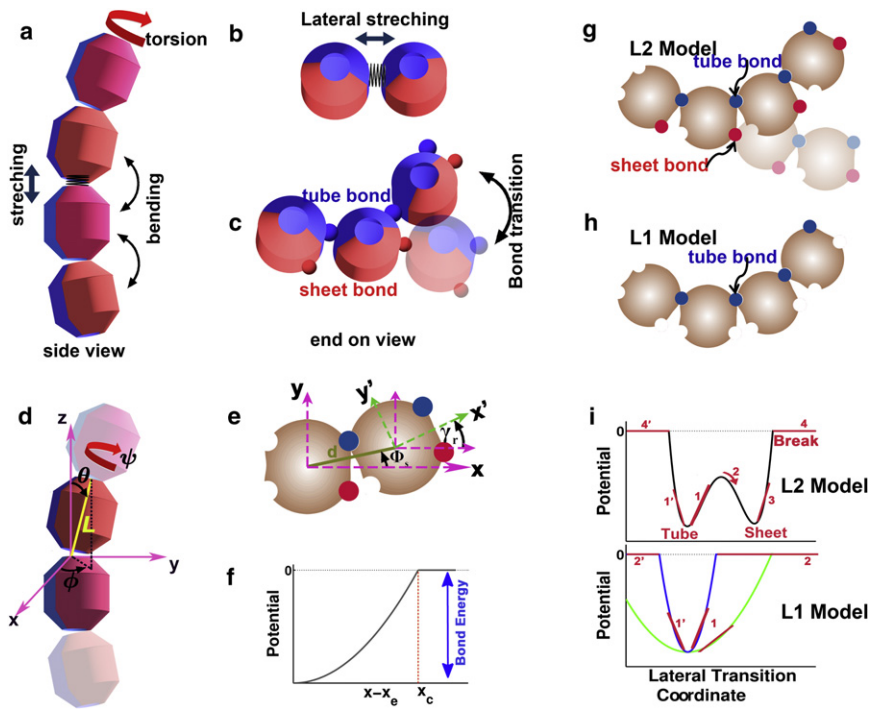 a
torsion
streching
bending
side view
b
Lateral streching
c
tube bond
sheet bond
Bond transition
end on view
d
z
ψ
θ
L
y
ϕ
x
e
y
y'
x'
γr
d
Φs
x
f
0
Potential
Bond Energy
x−xe
xc
g
L2 Model
tube bond
sheet bond
h
L1 Model
tube bond
i
4'
4
0
Break
2
1'
1
3
L2 Model
Potential
Tube
Sheet
0
2'
2
1'
1
L1 Model
Potential
Lateral Transition
Coordinate